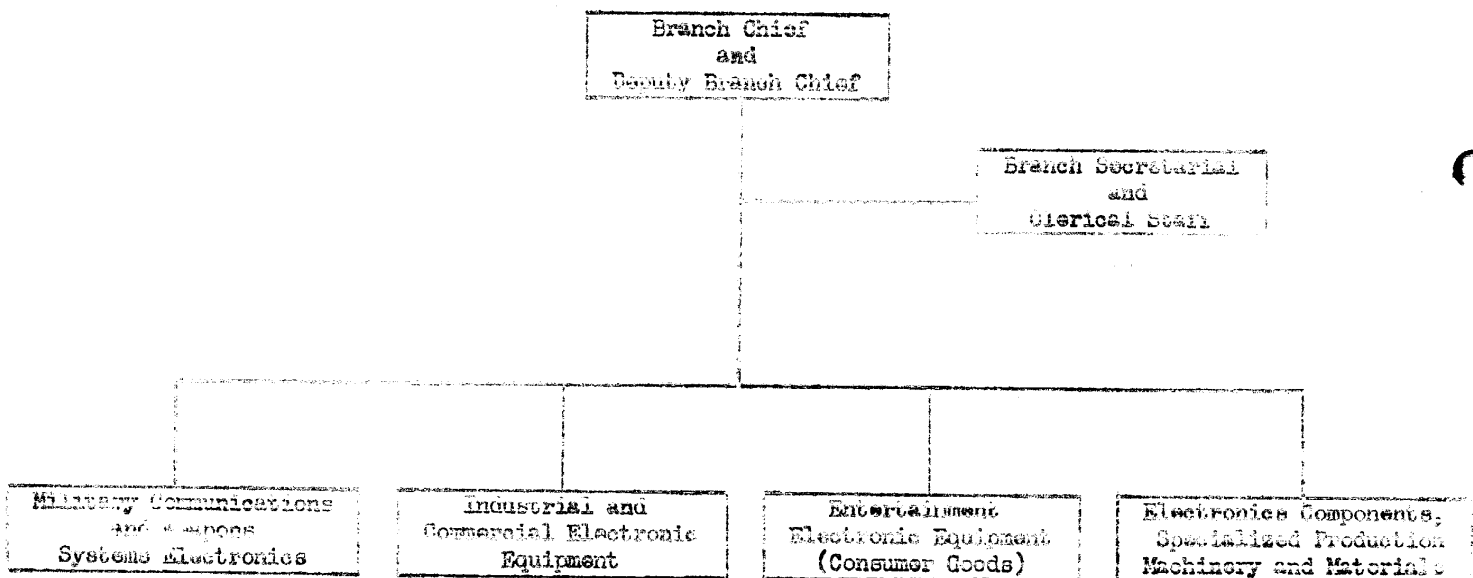 Branch Chief
and
Deputy Branch Chief
Branch Secretarial
and
Clerical Staff
Military Communications
and Weapons
Systems Electronics
Industrial and
Commercial Electronic
Equipment
Entertainment
Electronic Equipment
(Consumer Goods)
Electronics Components,
Specialized Production
Machinery and Materials